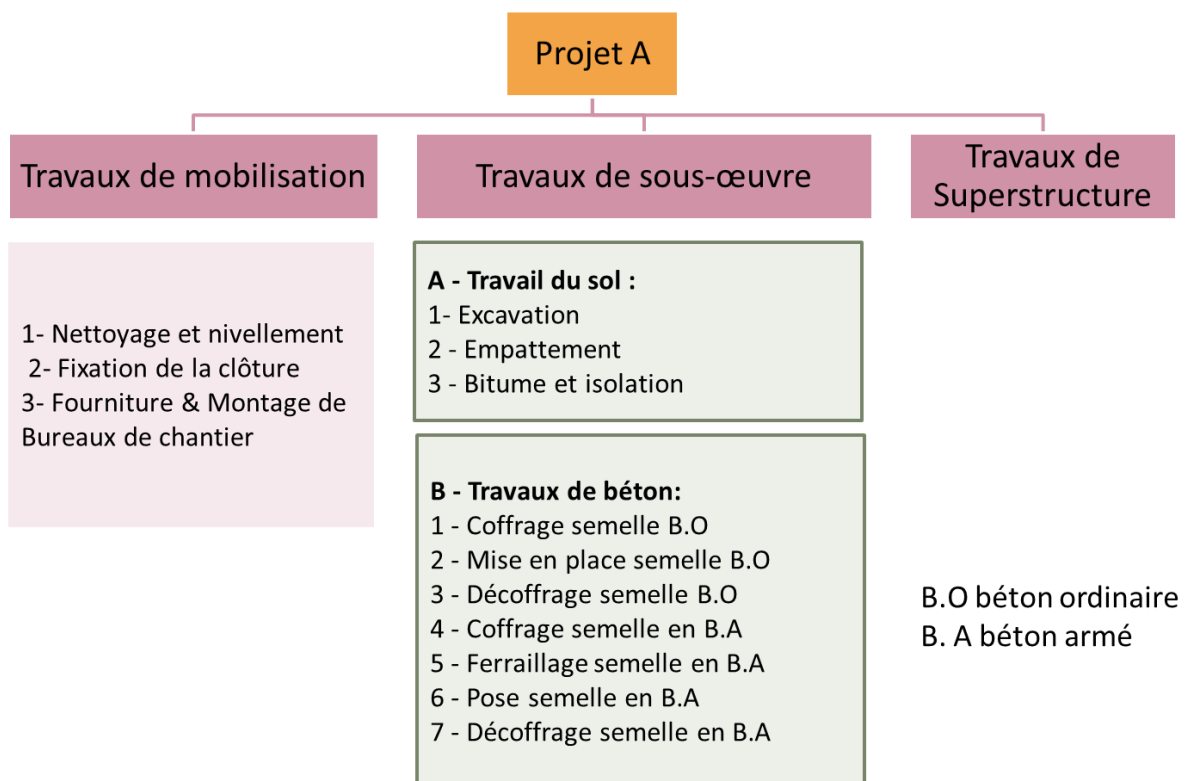 Projet A
Travaux de mobilisation
Travaux de sous-œuvre
Travaux de
Superstructure
1- Nettoyage et nivellement
2- Fixation de la clôture
3- Fourniture & Montage de
Bureaux de chantier
A - Travail du sol :
1- Excavation
2 - Empattement
3 - Bitume et isolation
B - Travaux de béton:
1 - Coffrage semelle B.O
2 - Mise en place semelle B.O
3 - Décoffrage semelle B.O
4 - Coffrage semelle en B.A
5 - Ferraillage semelle en B.A
6 - Pose semelle en B.A
7 - Décoffrage semelle en B.A
B.O béton ordinaire
B. A béton armé